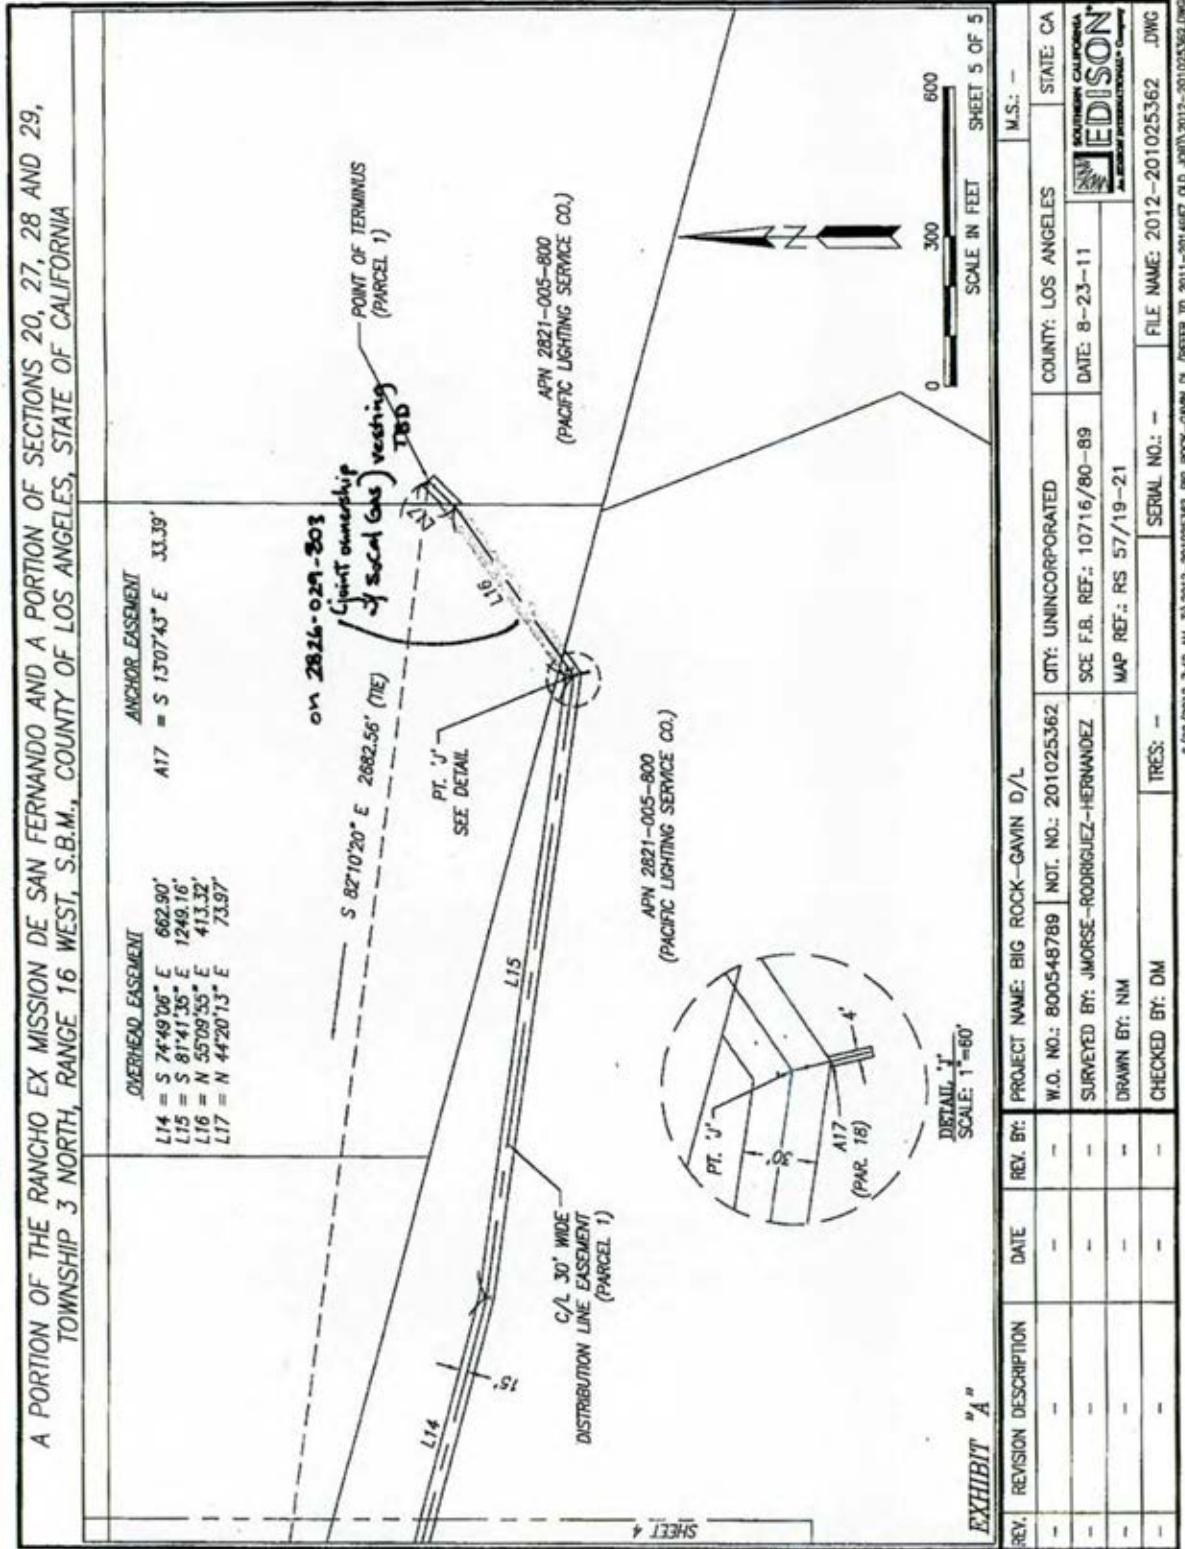 A PORTION OF THE RANCHO EX MISSION DE SAN FERNANDO AND A PORTION OF SECTIONS 20, 27, 28 AND 29,
TOWNSHIP 3 NORTH, RANGE 16 WEST, S.B.M., COUNTY OF LOS ANGELES, STATE OF CALIFORNIA
OVERHEAD EASEMENT
L14 = S 74°49'06" E 662.90'
L15 = S 81°41'35" E 1249.16'
L16 = N 55°09'55" E 413.32'
L17 = N 44°20'13" E 73.97'
ANCHOR EASEMENT
A17 = S 13°07'43" E 33.39'
on 2826-029-803
(joint ownership
w/ SoCal Gas) vesting
TBD
S 82°10'20" E 2682.56' (TIE)
POINT OF TERMINUS
(PARCEL 1)
L17
L16
PT. 'J'
SEE DETAIL
APN 2821-005-800
(PACIFIC LIGHTING SERVICE CO.)
L15
L14
15'
C/L 30' WIDE
DISTRIBUTION LINE EASEMENT
(PARCEL 1)
APN 2821-005-800
(PACIFIC LIGHTING SERVICE CO.)
SHEET 4
PT. 'J'
30'
4'
A17
(PAR. 18)
DETAIL "J"
SCALE: 1"=60'
N
0 300 600
SCALE IN FEET
EXHIBIT "A"
SHEET 5 OF 5
REV. REVISION DESCRIPTION DATE REV. BY:
- - - -
- - - -
- - - -
- - - -
PROJECT NAME: BIG ROCK-GAVIN D/L
M.S.: --
W.O. NO.: 800548789 NOT. NO.: 201025362 CITY: UNINCORPORATED COUNTY: LOS ANGELES STATE: CA
SURVEYED BY: JMORSE-RODRIGUEZ-HERNANDEZ SCE F.B. REF.: 10716/80-89 DATE: 8-23-11
DRAWN BY: NM MAP REF.: RS 57/19-21
CHECKED BY: DM TRES: -- SERIAL NO.: -- FILE NAME: 2012-201025362 .DWG
SOUTHERN CALIFORNIA
EDISON
An EDISON INTERNATIONAL® Company